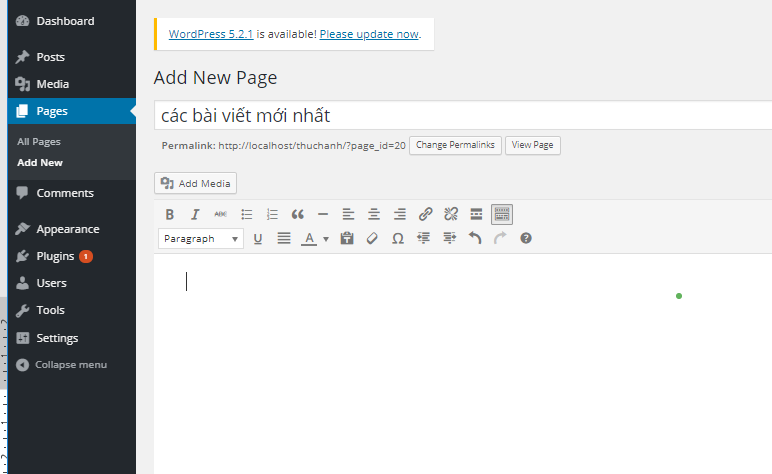 Dashboard
Posts
Media
Pages
All Pages
Add New
Comments
Appearance
Plugins 1
Users
Tools
Settings
Collapse menu
WordPress 5.2.1 is available! Please update now.
Add New Page
các bài viết mới nhất
Permalink: http://localhost/thuchanh/?page_id=20 Change Permalinks View Page
Add Media
B I ABC
Paragraph U A Ω ?